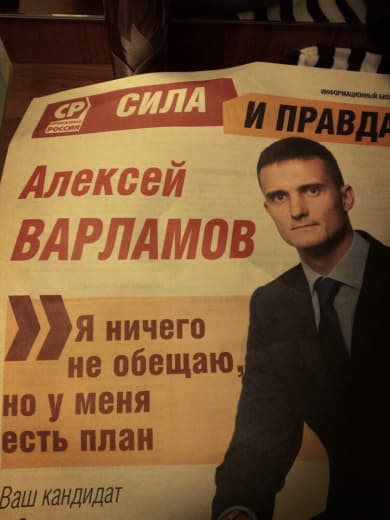 СР
СПРАВЕДЛИВАЯ
РОССИЯ
СИЛА
И ПРАВДА
ИНФОРМАЦИОННЫЙ
Алексей
ВАРЛАМОВ
Я ничего
не обещаю,
но у меня
есть план
Ваш кандидат